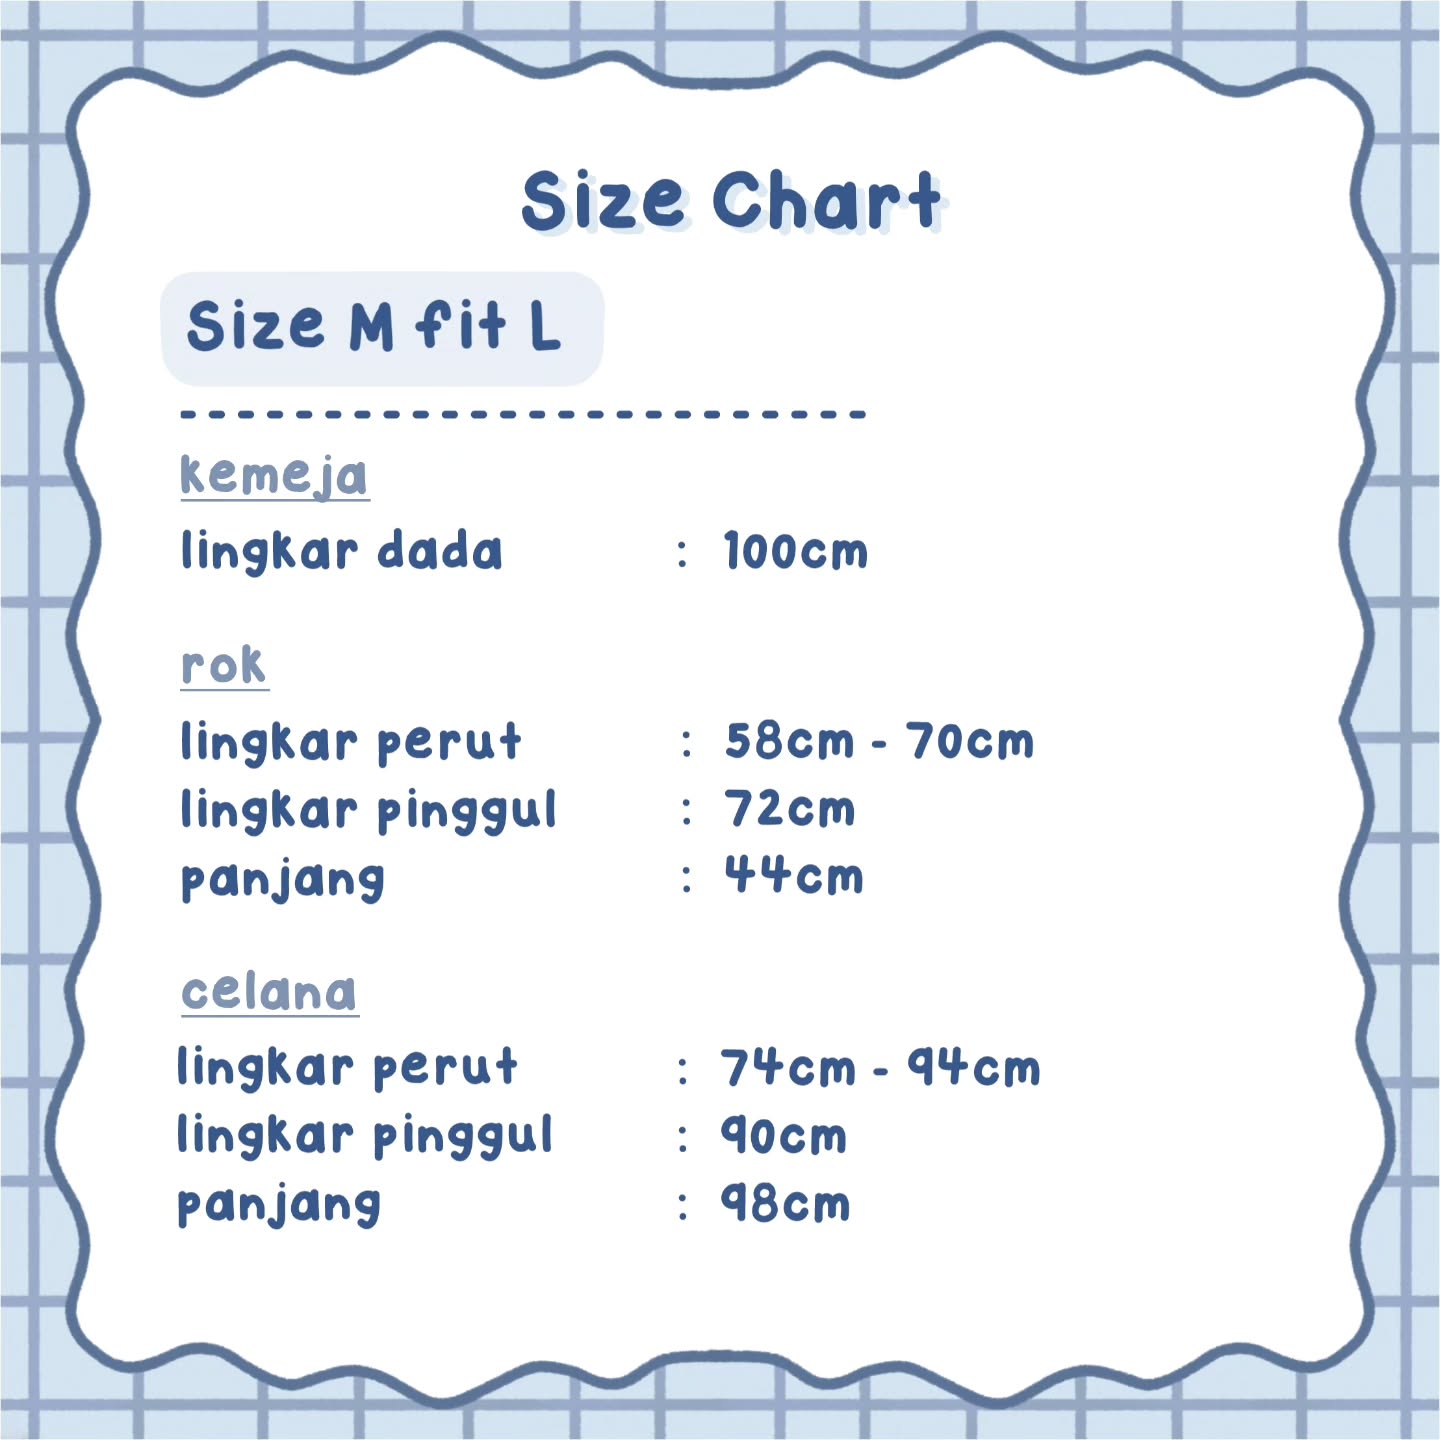 Size Chart
Size M fit L
kemeja
lingkar dada : 100cm
rok
lingkar perut : 58cm - 70cm
lingkar pinggul : 72cm
panjang : 44cm
celana
lingkar perut : 74cm - 94cm
lingkar pinggul : 90cm
panjang : 98cm